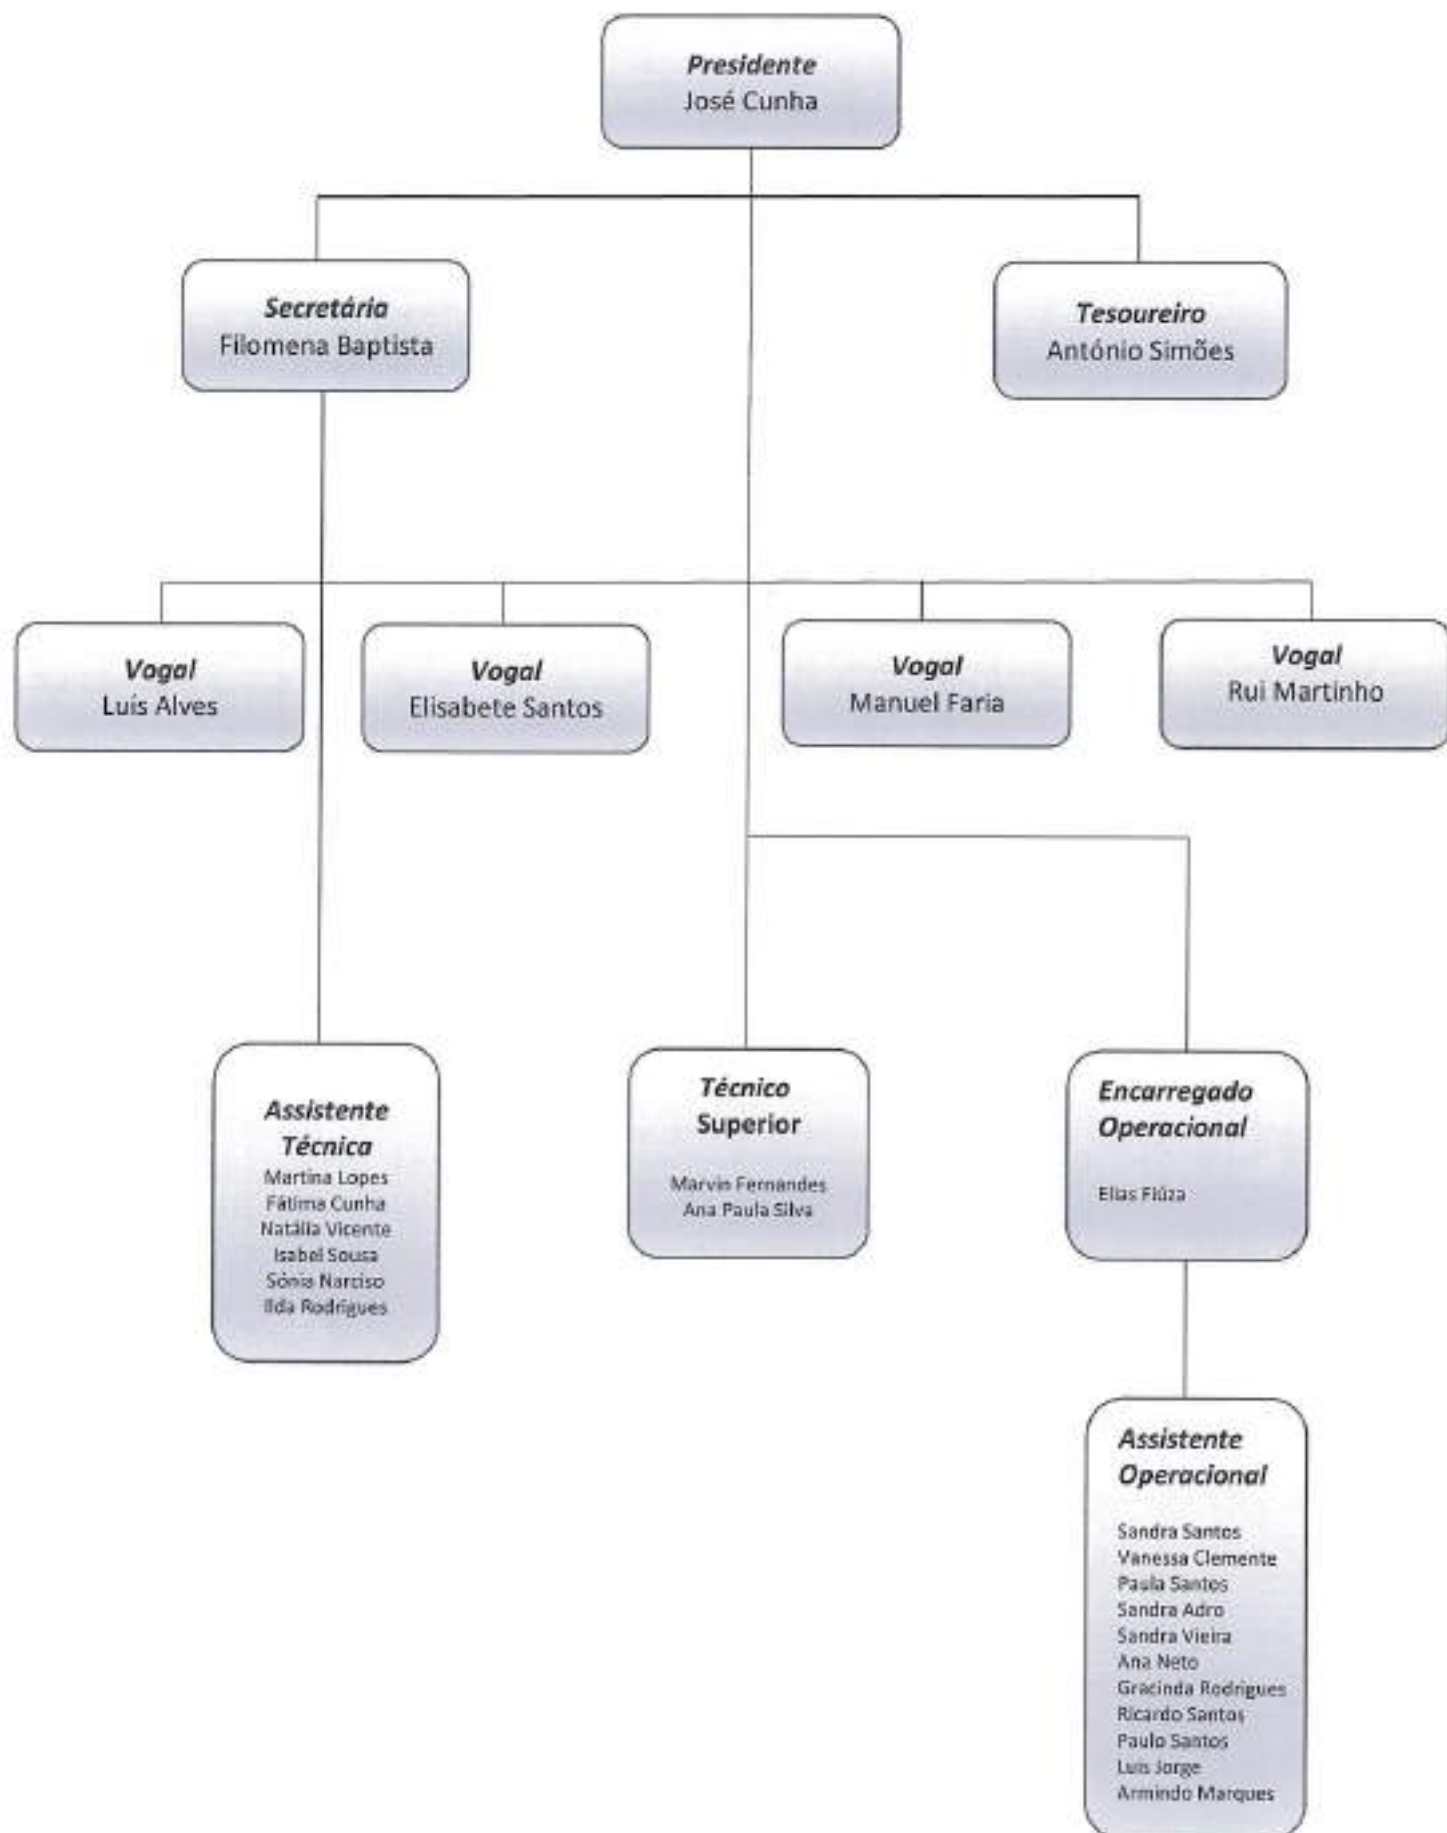 Presidente
José Cunha
Secretária
Filomena Baptista
Tesoureiro
António Simões
Vogal
Luís Alves
Vogal
Elisabete Santos
Vogal
Manuel Faria
Vogal
Rui Martinho
Assistente
Técnica
Martina Lopes
Fátima Cunha
Natália Vicente
Isabel Sousa
Sónia Narciso
Ilda Rodrigues
Técnico
Superior
Marvin Fernandes
Ana Paula Silva
Encarregado
Operacional
Elias Fiúza
Assistente
Operacional
Sandra Santos
Vanessa Clemente
Paula Santos
Sandra Adro
Sandra Vieira
Ana Neto
Gracinda Rodrigues
Ricardo Santos
Paulo Santos
Luis Jorge
Armindo Marques